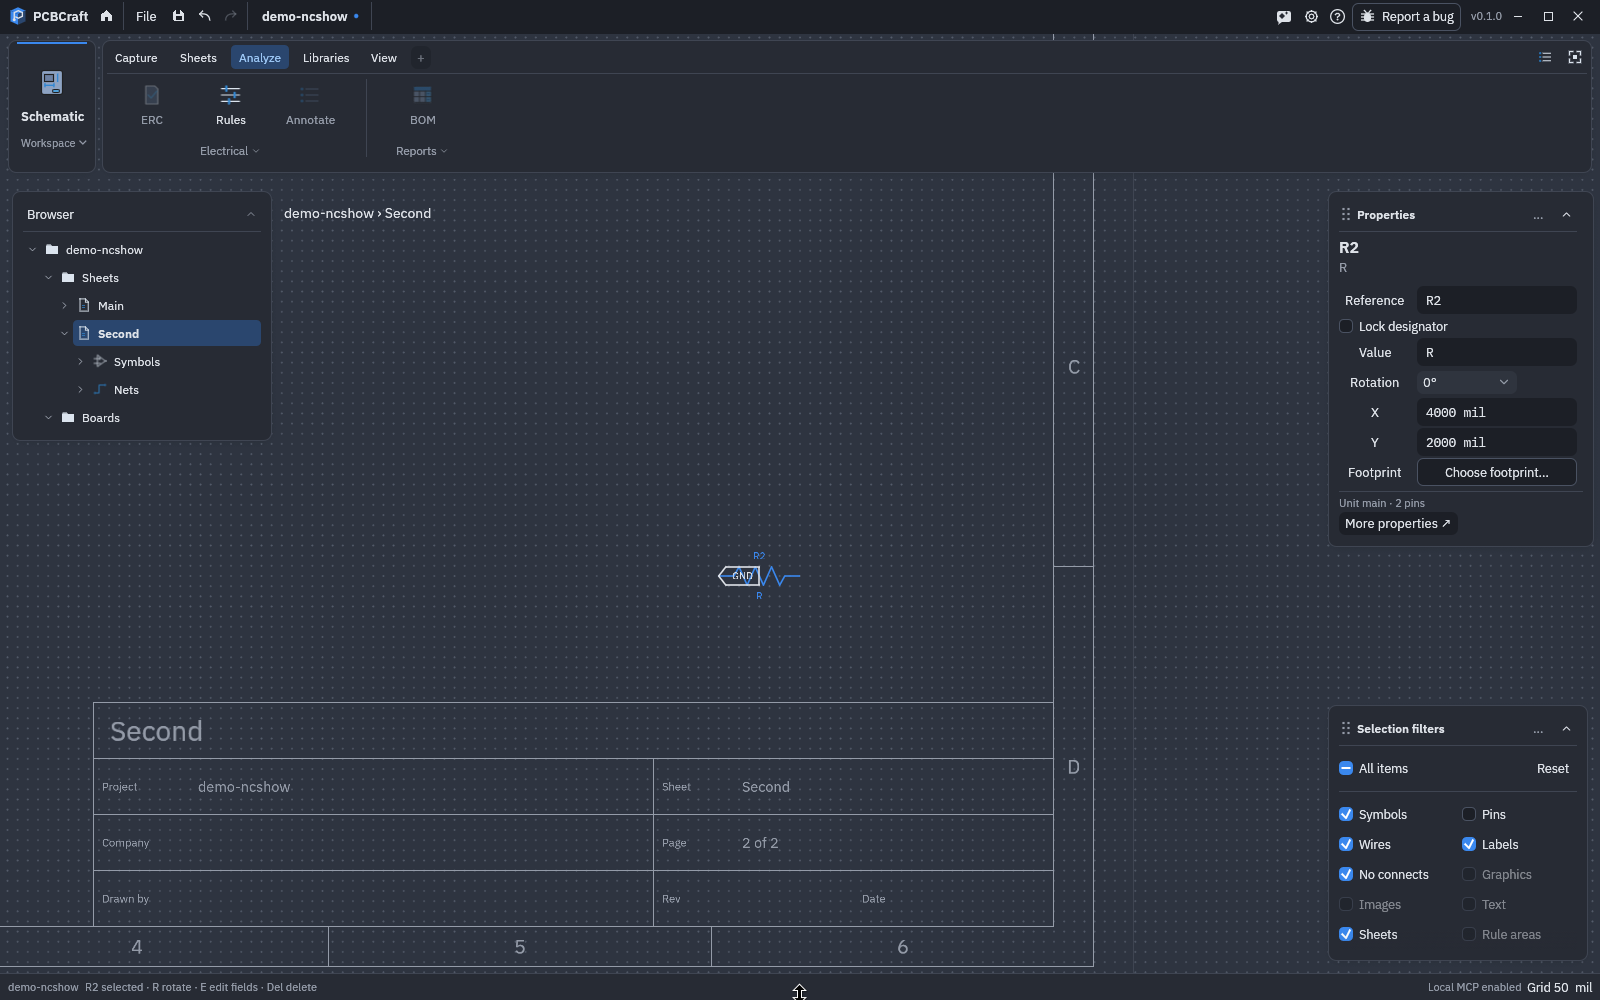 PCBCraft
File
demo-ncshow
Report a bug
v0.1.0
Schematic
Workspace
Capture
Sheets
Analyze
Libraries
View
+
ERC
Rules
Annotate
BOM
Electrical
Reports
Browser
demo-ncshow
Sheets
Main
Second
Symbols
Nets
Boards
demo-ncshow › Second
C
D
R2
GND
R
Second
Project demo-ncshow
Sheet Second
Company
Page 2 of 2
Drawn by
Rev
Date
4
5
6
Properties
...
R2
R
Reference R2
Lock designator
Value R
Rotation 0°
X 4000 mil
Y 2000 mil
Footprint Choose footprint...
Unit main · 2 pins
More properties ↗
Selection filters
...
All items Reset
Symbols Pins
Wires Labels
No connects Graphics
Images Text
Sheets Rule areas
demo-ncshow R2 selected · R rotate · E edit fields · Del delete
Local MCP enabled Grid 50 mil